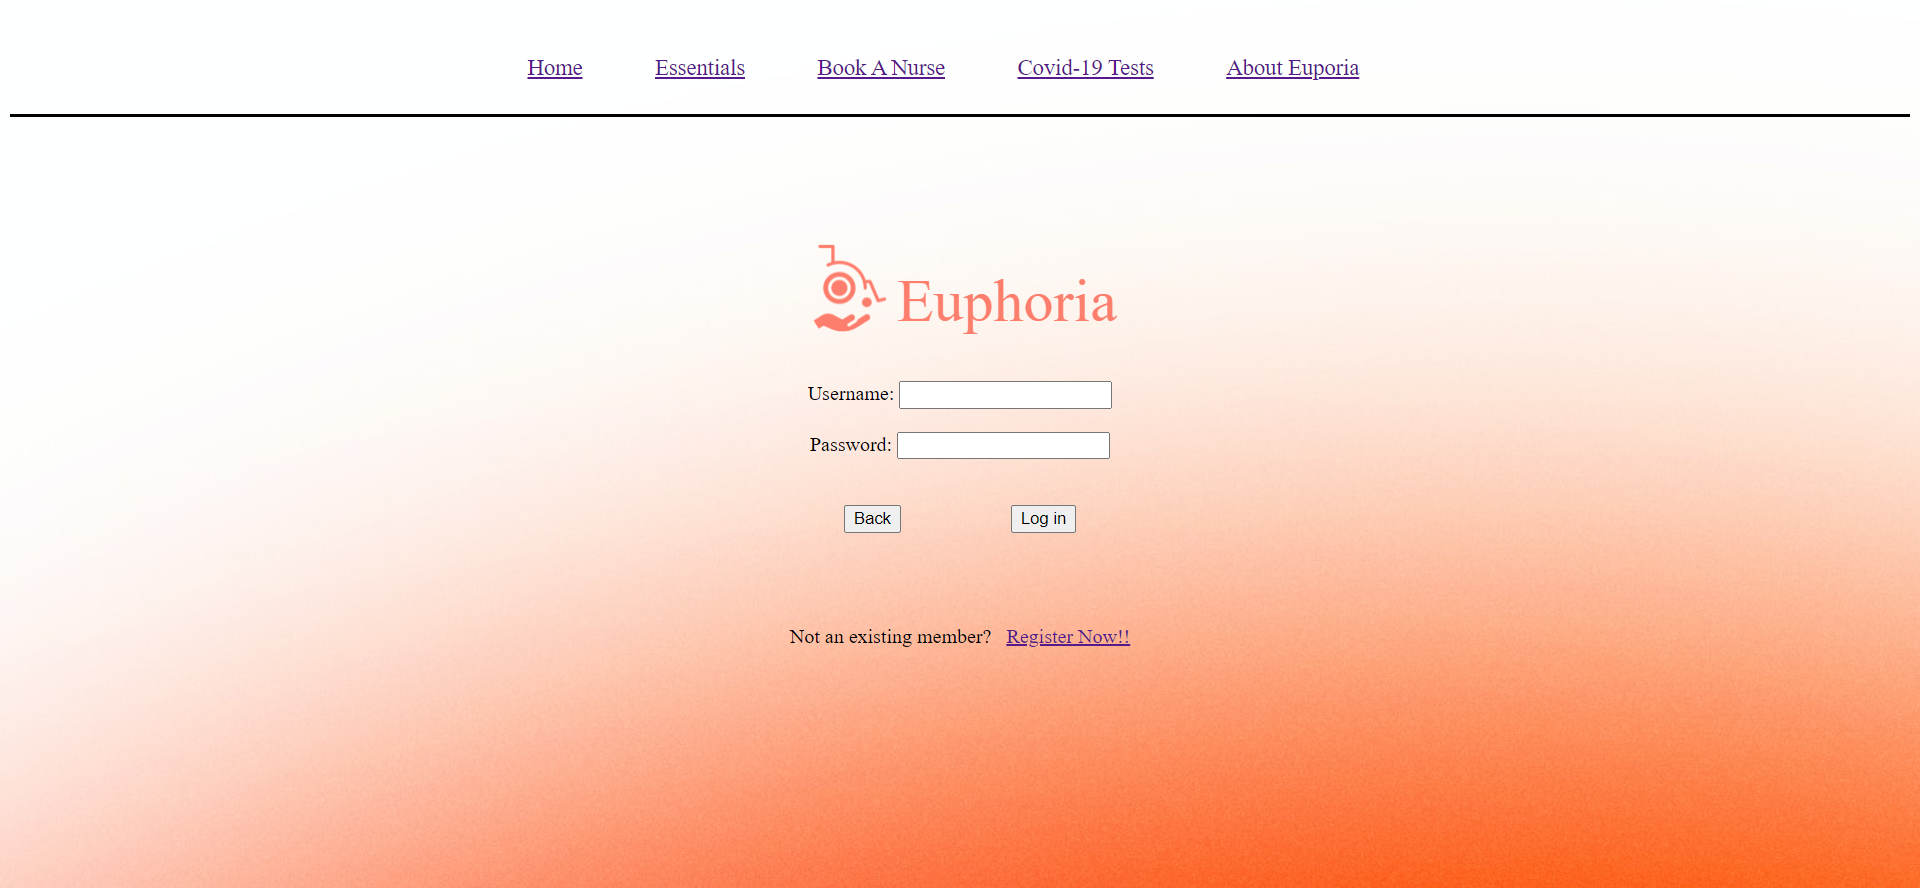 Home Essentials Book A Nurse Covid-19 Tests About Euporia
Euphoria
Username:
Password:
Back Log in
Not an existing member? Register Now!!